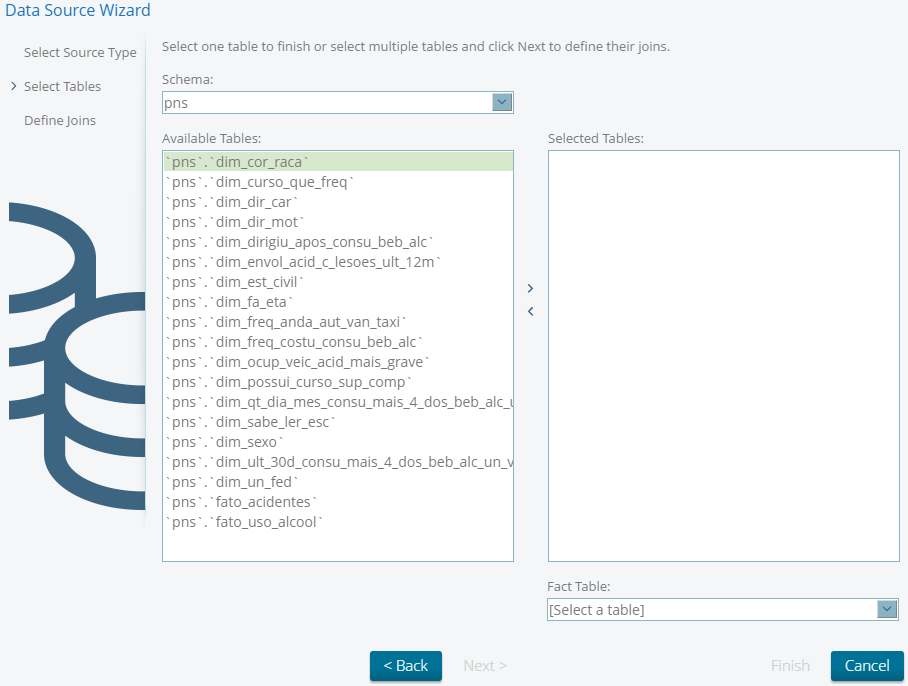 Data Source Wizard
Select Source Type
Select Tables
Define Joins
Select one table to finish or select multiple tables and click Next to define their joins.
Schema:
pns
Available Tables:
`pns`.`dim_cor_raca`
`pns`.`dim_curso_que_freq`
`pns`.`dim_dir_car`
`pns`.`dim_dir_mot`
`pns`.`dim_dirigiu_apos_consu_beb_alc`
`pns`.`dim_envol_acid_c_lesoes_ult_12m`
`pns`.`dim_est_civil`
`pns`.`dim_fa_eta`
`pns`.`dim_freq_anda_aut_van_taxi`
`pns`.`dim_freq_costu_consu_beb_alc`
`pns`.`dim_ocup_veic_acid_mais_grave`
`pns`.`dim_possui_curso_sup_comp`
`pns`.`dim_qt_dia_mes_consu_mais_4_dos_beb_alc_u
`pns`.`dim_sabe_ler_esc`
`pns`.`dim_sexo`
`pns`.`dim_ult_30d_consu_mais_4_dos_beb_alc_un_v
`pns`.`dim_un_fed`
`pns`.`fato_acidentes`
`pns`.`fato_uso_alcool`
Selected Tables:
Fact Table:
[Select a table]
< Back
Next >
Finish
Cancel